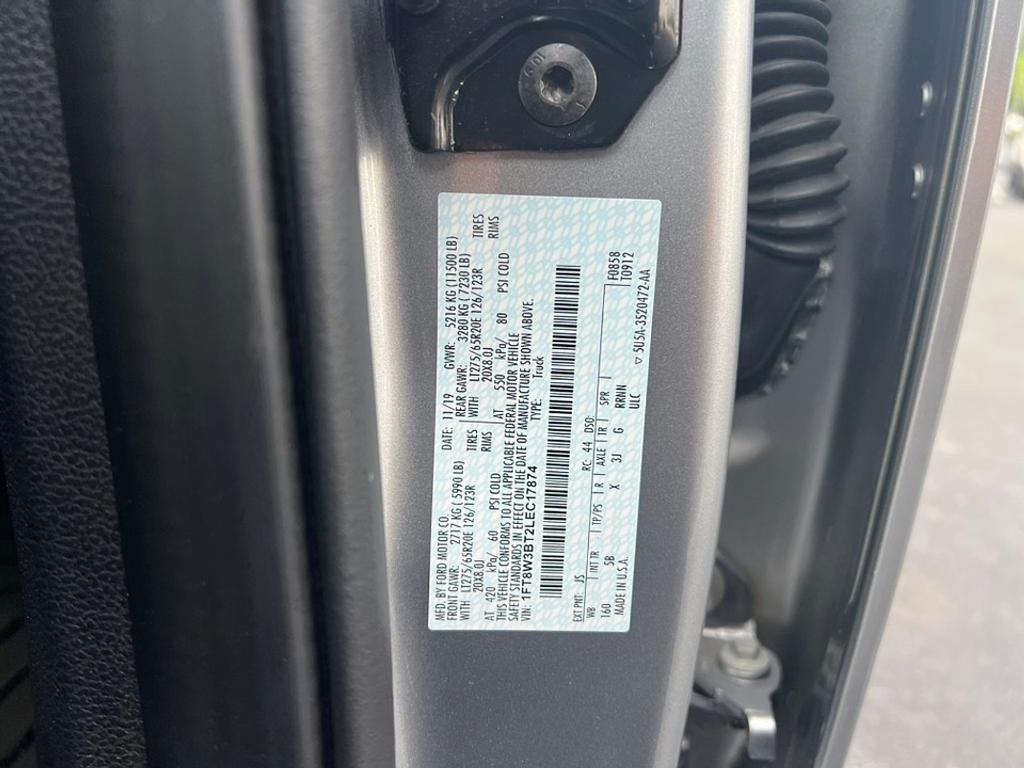 MFD. BY FORD MOTOR CO.
DATE: 11/19 GVWR: 5216 KG (11500 LB)
FRONT GAWR: 2717 KG (5990 LB)
REAR GAWR: 3280 KG (7230 LB)
WITH LT275/65R20E 126/123R TIRES
WITH LT275/65R20E 126/123R TIRES
20X8.0J RIMS
20X8.0J RIMS
AT 420 kPa/ 60 PSI COLD
AT 550 kPa/ 80 PSI COLD
THIS VEHICLE CONFORMS TO ALL APPLICABLE FEDERAL MOTOR VEHICLE
SAFETY STANDARDS IN EFFECT ON THE DATE OF MANUFACTURE SHOWN ABOVE.
VIN: 1FT8W3BT2LEC17874
TYPE: Truck
EXT PNT: JS RC: 44 DSO: F0858
T0912
WB INT TR TP/PS R AXLE TR SPR
160 5B X 3J G RRNN
MADE IN U.S.A. ULC
5U5A-3520472-AA